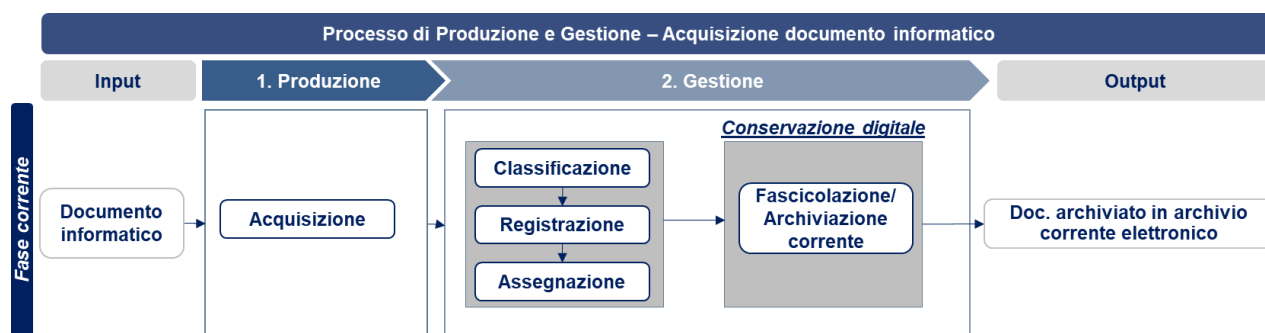 Processo di Produzione e Gestione – Acquisizione documento informatico
Input
1. Produzione
2. Gestione
Output
Fase corrente
Documento
informatico
Acquisizione
Classificazione
Registrazione
Assegnazione
Conservazione digitale
Fascicolazione/
Archiviazione
corrente
Doc. archiviato in archivio
corrente elettronico